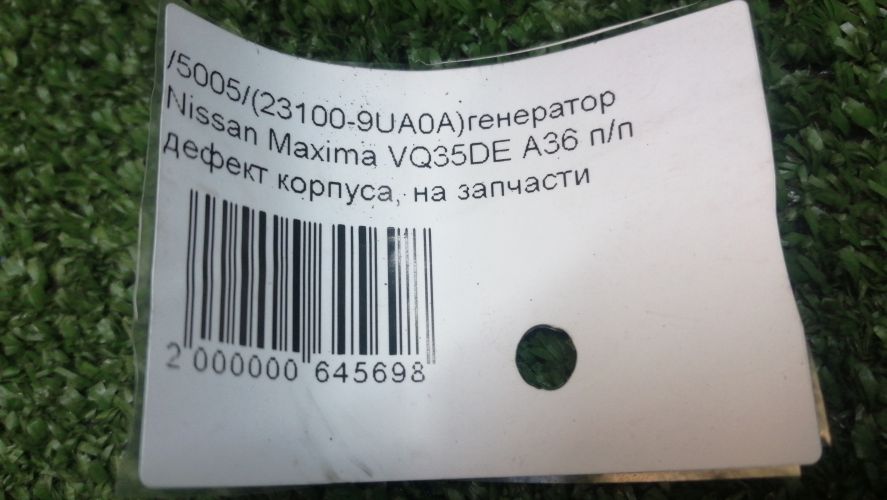 /5005/(23100-9UA0A)генератор
Nissan Maxima VQ35DE A36 п/п
дефект корпуса, на запчасти
2 000000 645698